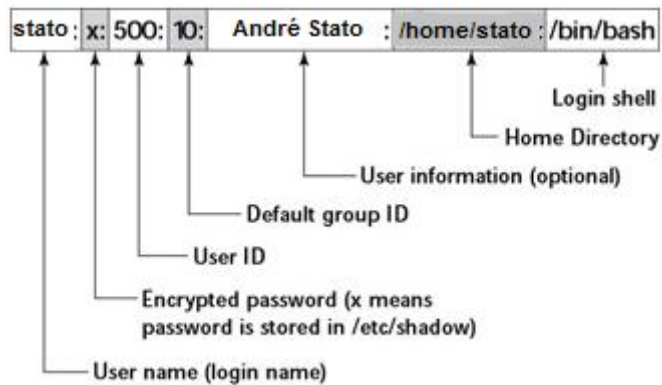 stato : x: 500: 10: André Stato : /home/stato : /bin/bash
Login shell
Home Directory
User information (optional)
Default group ID
User ID
Encrypted password (x means
password is stored in /etc/shadow)
User name (login name)